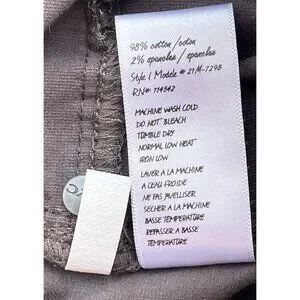 98% cotton / coton
2% spandex / spandex
Style / Modele # 21M-7298
RN# 114642
MACHINE WASH COLD
DO NOT BLEACH
TUMBLE DRY
NORMAL LOW HEAT
IRON LOW
LAVER A LA MACHINE
A L'EAU FROIDE
NE PAS JAVELLISER
SECHER A LA MACHINE
BASSE TEMPERATURE
REPASSER A BASSE
TEMPERATURE